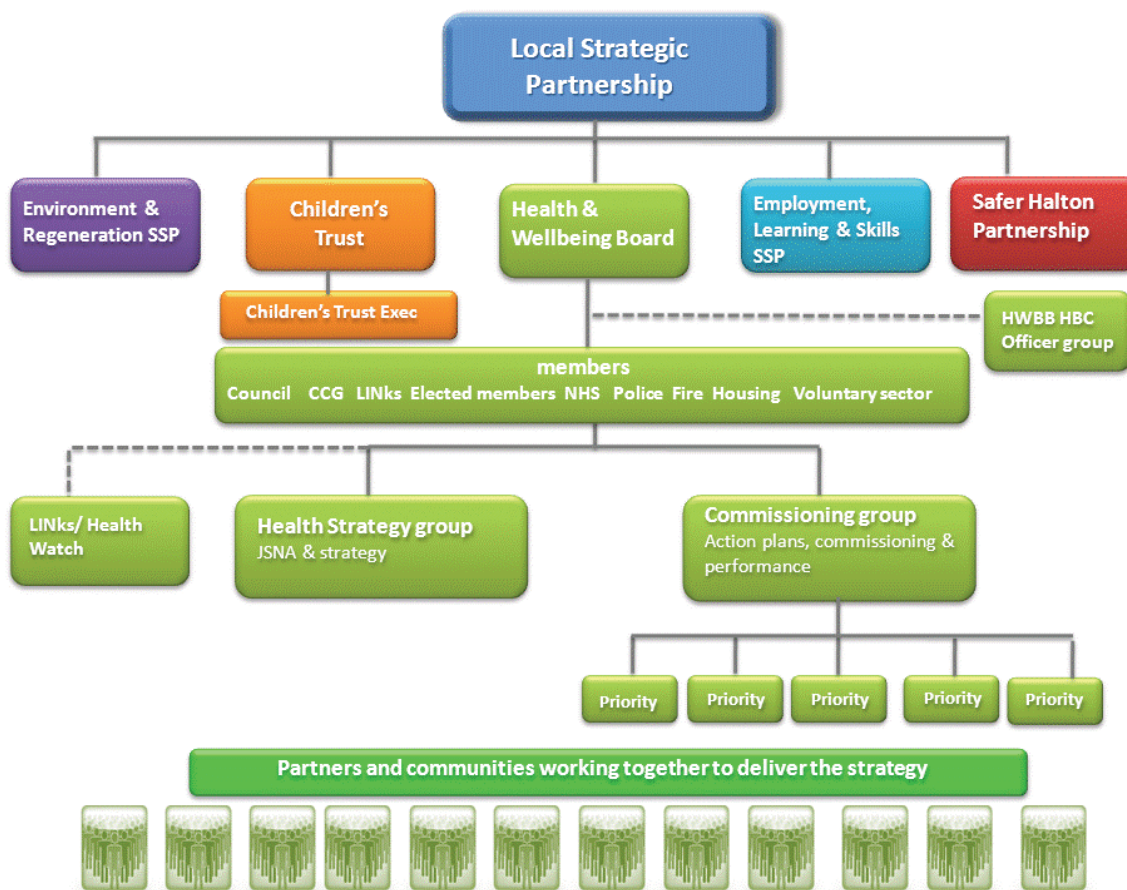 Local Strategic
Partnership
Environment &
Regeneration SSP
Children's
Trust
Health &
Wellbeing Board
Employment,
Learning & Skills
SSP
Safer Halton
Partnership
Children's Trust Exec
HWBB HBC
Officer group
members
Council CCG LINks Elected members NHS Police Fire Housing Voluntary sector
LINks/ Health
Watch
Health Strategy group
JSNA & strategy
Commissioning group
Action plans, commissioning &
performance
Priority
Priority
Priority
Priority
Priority
Partners and communities working together to deliver the strategy